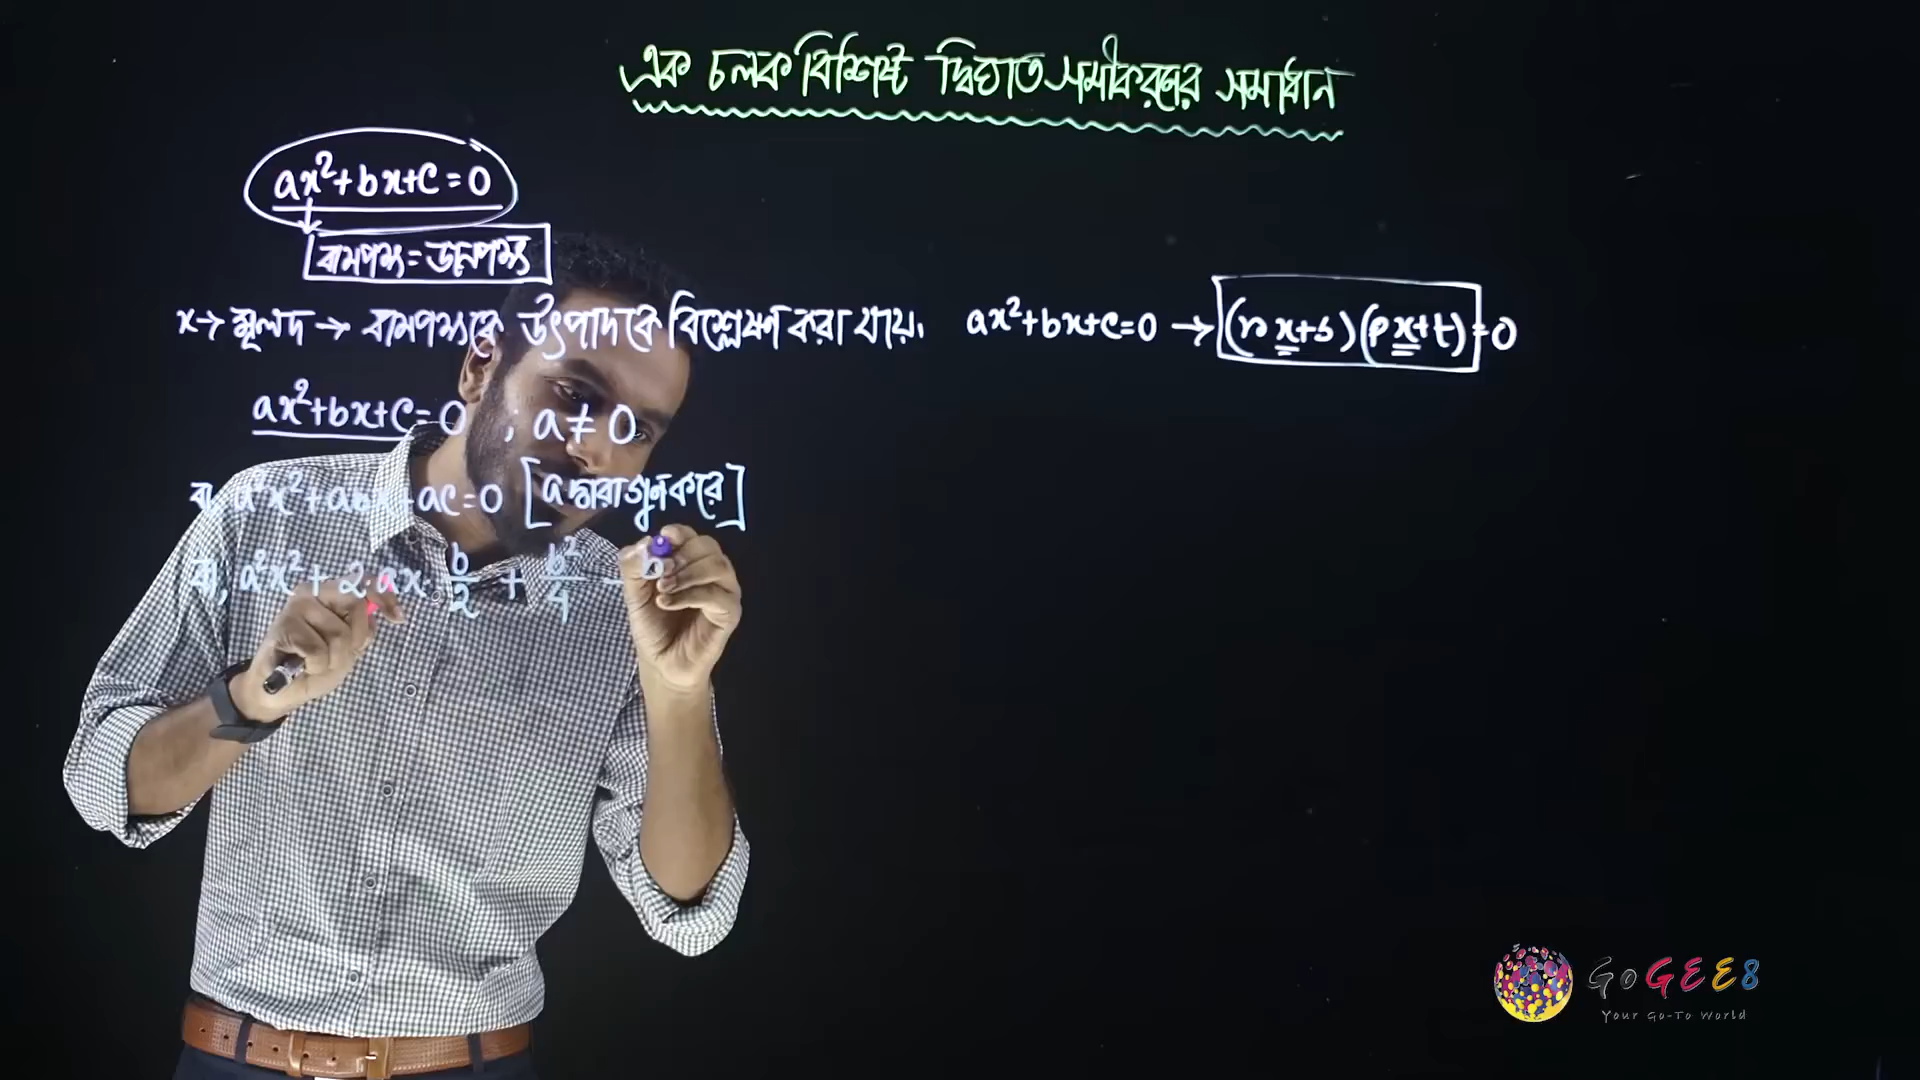 এক চলক বিশিষ্ট দ্বিঘাত সমীকরণের সমাধান
ax²+bx+c=0
বামপক্ষ=ডানপক্ষ
x→ মূলদ → বামপক্ষকে উৎপাদকে বিশ্লেষণ করা যায়। ax²+bx+c=0 → (rx+s)(px+t)=0
ax²+bx+c=0 ; a≠0
বা, a²x²+abx+ac=0 [a দ্বারা গুন করে]
বা, a²x²+2.ax.b/2 + b²/4 - b
GoGEE8
Your Go-To World